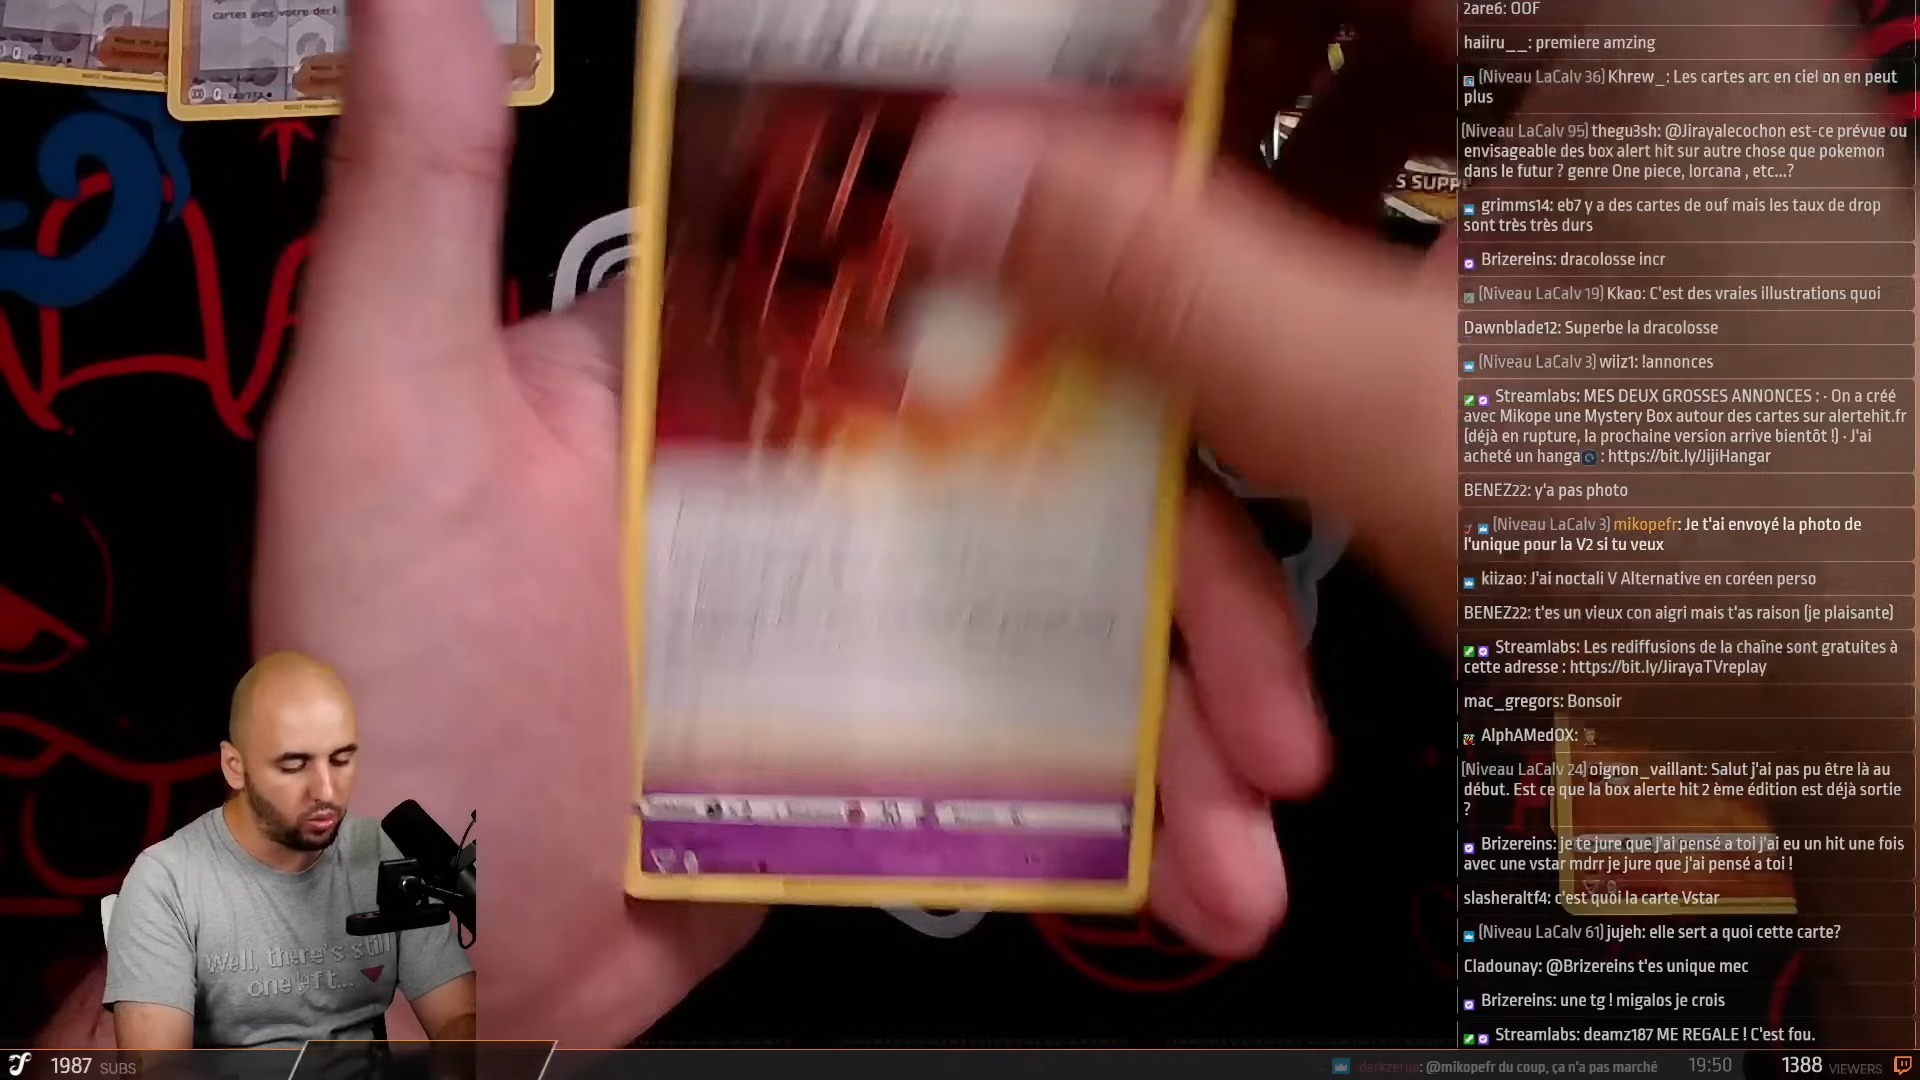 cartes avec votre deck
S SUPP
Well, there's still
one left...
2are6: OOF
haiiru__: premiere amzing
[Niveau LaCalv 36] Khrew_: Les cartes arc en ciel on en peut
plus
[Niveau LaCalv 95] thegu3sh: @Jirayalecochon est-ce prévue ou
envisageable des box alert hit sur autre chose que pokemon
dans le futur ? genre One piece, lorcana , etc...?
grimms14: eb7 y a des cartes de ouf mais les taux de drop
sont très très durs
Brizereins: dracolosse incr
[Niveau LaCalv 19] Kkao: C'est des vraies illustrations quoi
Dawnblade12: Superbe la dracolosse
[Niveau LaCalv 3] wiiz1: !annonces
Streamlabs: MES DEUX GROSSES ANNONCES : · On a créé
avec Mikope une Mystery Box autour des cartes sur alertehit.fr
(déjà en rupture, la prochaine version arrive bientôt !) · J'ai
acheté un hanga : https://bit.ly/JijiHangar
BENEZ22: y'a pas photo
[Niveau LaCalv 3] mikopefr: Je t'ai envoyé la photo de
l'unique pour la V2 si tu veux
kiizao: J'ai noctali V Alternative en coréen perso
BENEZ22: t'es un vieux con aigri mais t'as raison (je plaisante)
Streamlabs: Les rediffusions de la chaîne sont gratuites à
cette adresse : https://bit.ly/JirayaTVreplay
mac_gregors: Bonsoir
AlphAMedOX:
[Niveau LaCalv 24] oignon_vaillant: Salut j'ai pas pu être là au
début. Est ce que la box alerte hit 2 ème édition est déjà sortie
?
Brizereins: je te jure que j'ai pensé a toi j'ai eu un hit une fois
avec une vstar mdrr je jure que j'ai pensé a toi !
slasheraltf4: c'est quoi la carte Vstar
[Niveau LaCalv 61] jujeh: elle sert a quoi cette carte?
Cladounay: @Brizereins t'es unique mec
Brizereins: une tg ! migalos je crois
Streamlabs: deamz187 ME REGALE ! C'est fou.
1987 SUBS
darkzerua: @mikopefr du coup, ça n'a pas marché
19:50
1388 VIEWERS